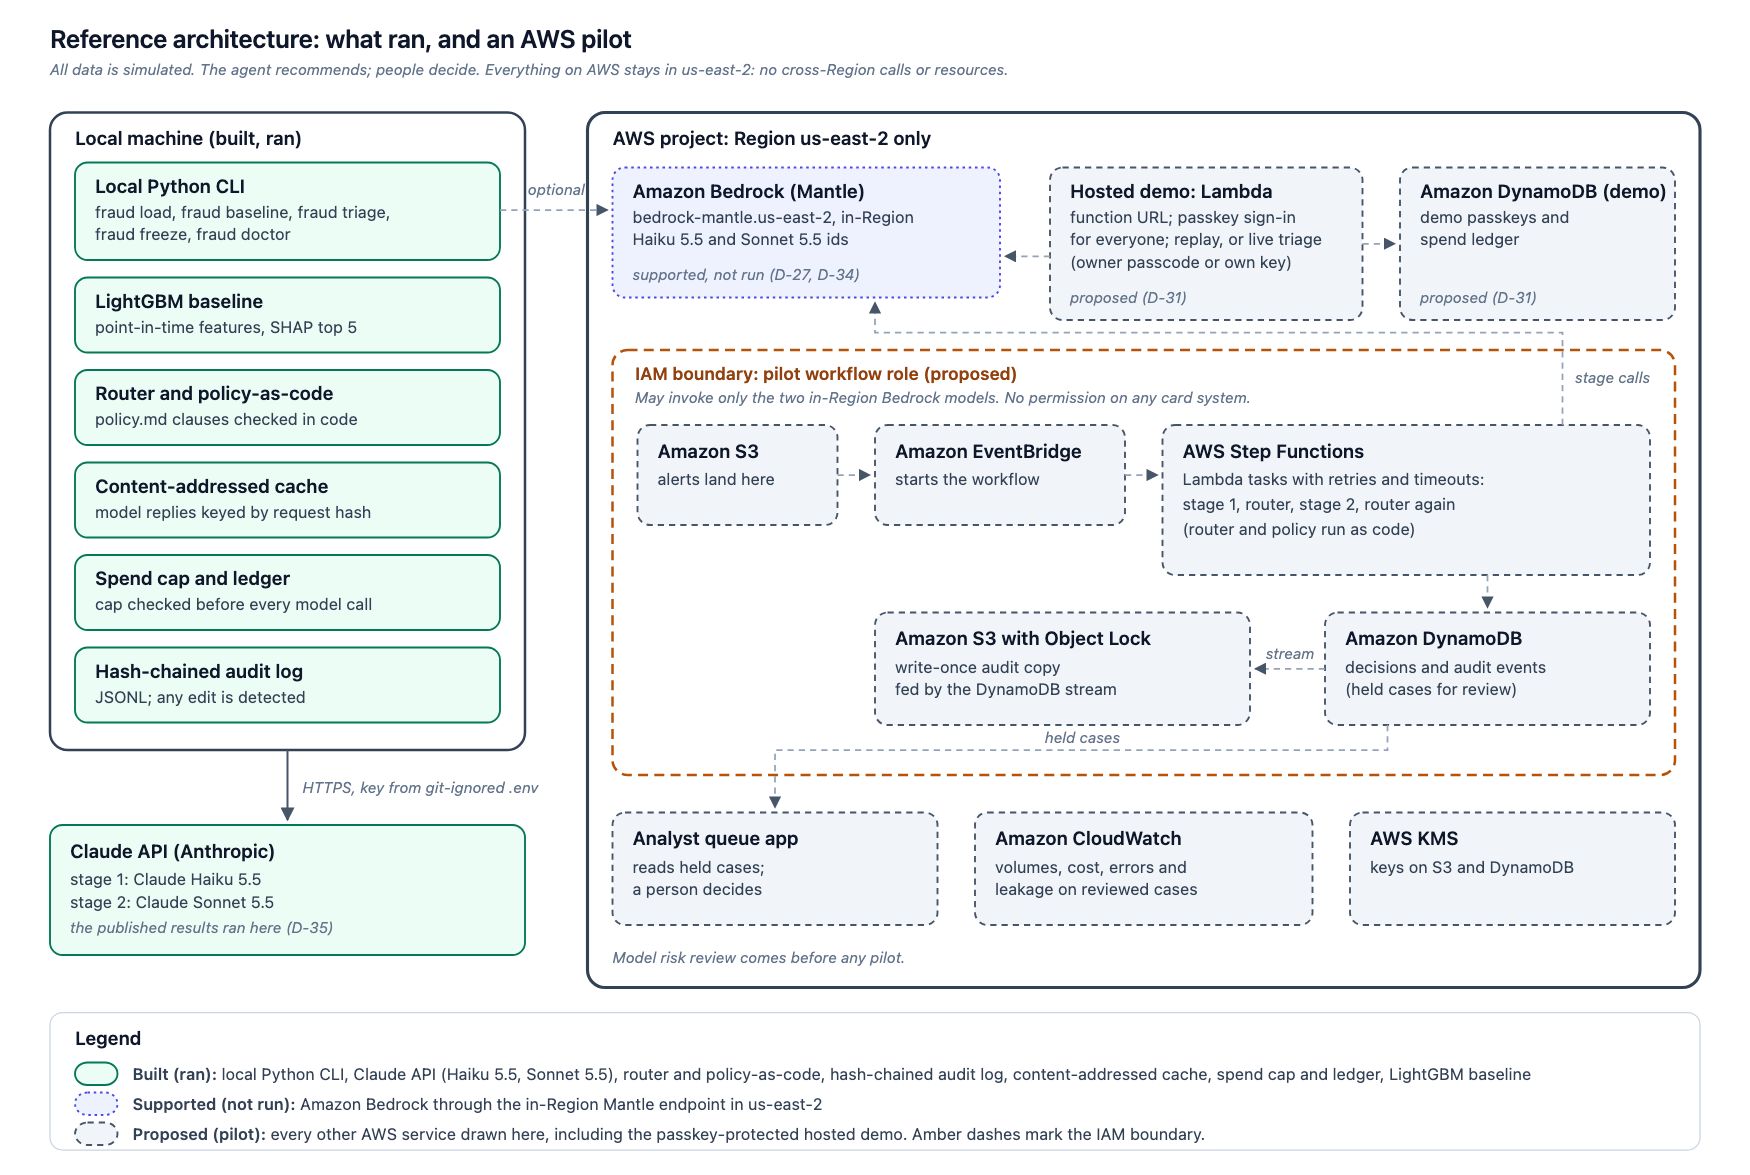 Reference architecture: what ran, and an AWS pilot
All data is simulated. The agent recommends; people decide. Everything on AWS stays in us-east-2: no cross-Region calls or resources.
Local machine (built, ran)
Local Python CLI
fraud load, fraud baseline, fraud triage,
fraud freeze, fraud doctor
LightGBM baseline
point-in-time features, SHAP top 5
Router and policy-as-code
policy.md clauses checked in code
Content-addressed cache
model replies keyed by request hash
Spend cap and ledger
cap checked before every model call
Hash-chained audit log
JSONL; any edit is detected
HTTPS, key from git-ignored .env
Claude API (Anthropic)
stage 1: Claude Haiku 5.5
stage 2: Claude Sonnet 5.5
the published results ran here (D-35)
optional
AWS project: Region us-east-2 only
Amazon Bedrock (Mantle)
bedrock-mantle.us-east-2, in-Region
Haiku 5.5 and Sonnet 5.5 ids
supported, not run (D-27, D-34)
Hosted demo: Lambda
function URL; passkey sign-in
for everyone; replay, or live triage
(owner passcode or own key)
proposed (D-31)
Amazon DynamoDB (demo)
demo passkeys and
spend ledger
proposed (D-31)
IAM boundary: pilot workflow role (proposed)
May invoke only the two in-Region Bedrock models. No permission on any card system.
stage calls
Amazon S3
alerts land here
Amazon EventBridge
starts the workflow
AWS Step Functions
Lambda tasks with retries and timeouts:
stage 1, router, stage 2, router again
(router and policy run as code)
Amazon S3 with Object Lock
write-once audit copy
fed by the DynamoDB stream
stream
Amazon DynamoDB
decisions and audit events
(held cases for review)
held cases
Analyst queue app
reads held cases;
a person decides
Amazon CloudWatch
volumes, cost, errors and
leakage on reviewed cases
AWS KMS
keys on S3 and DynamoDB
Model risk review comes before any pilot.
Legend
Built (ran): local Python CLI, Claude API (Haiku 5.5, Sonnet 5.5), router and policy-as-code, hash-chained audit log, content-addressed cache, spend cap and ledger, LightGBM baseline
Supported (not run): Amazon Bedrock through the in-Region Mantle endpoint in us-east-2
Proposed (pilot): every other AWS service drawn here, including the passkey-protected hosted demo. Amber dashes mark the IAM boundary.